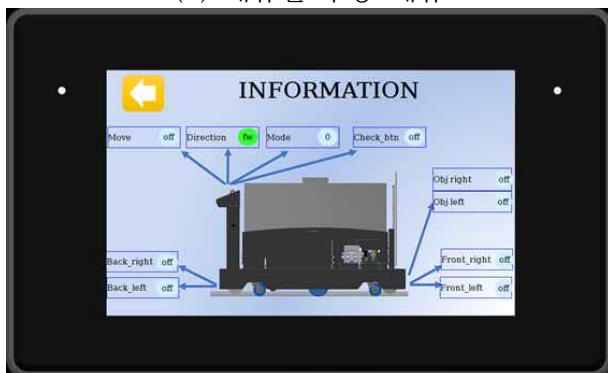 INFORMATION
Move off Direction fw Mode 0 Check_btn off
Obj right off
Obj left off
Back_right off Front_right off
Back_left off Front_left off